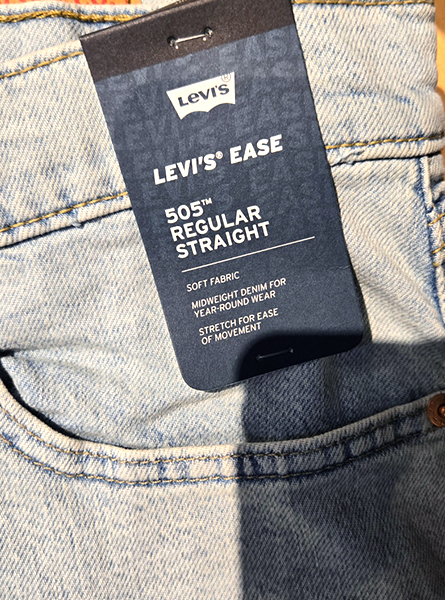 Levi's
LEVI'S® EASE
505™
REGULAR
STRAIGHT
SOFT FABRIC
MIDWEIGHT DENIM FOR
YEAR-ROUND WEAR
STRETCH FOR EASE
OF MOVEMENT